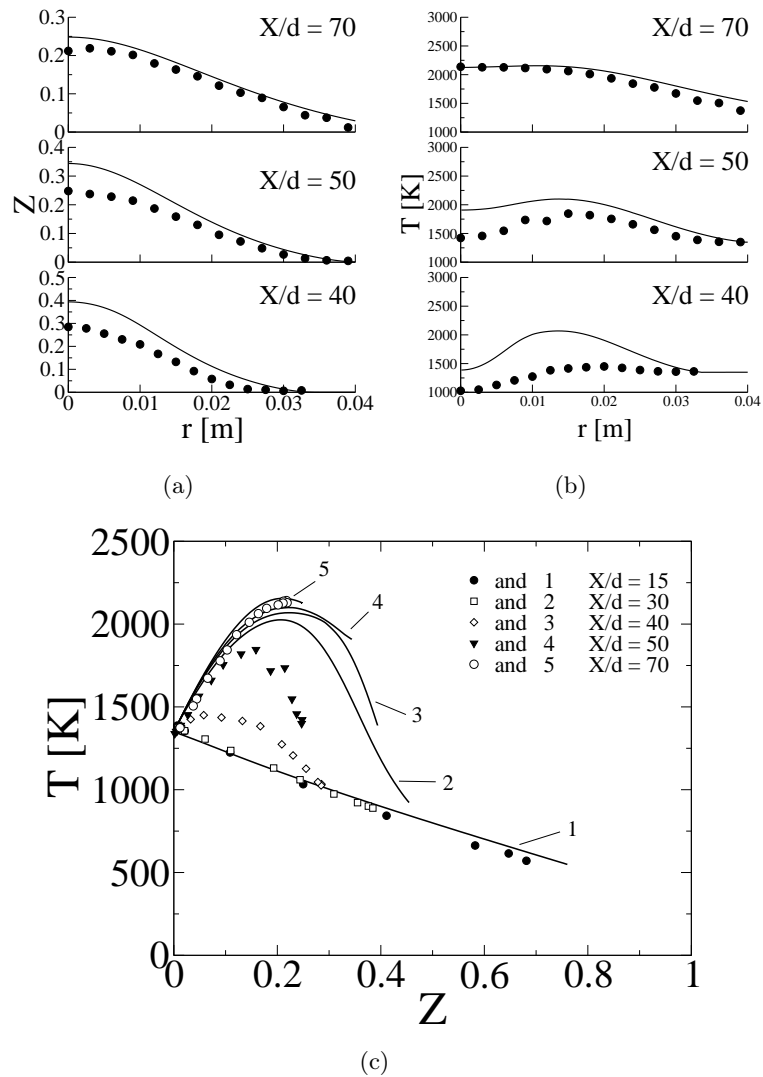 0.3
0.2
0.1
0
X/d = 70
0.4
0.3
0.2
0.1
0
Z
X/d = 50
0.5
0.4
0.3
0.2
0.1
0
X/d = 40
0 0.01 0.02 0.03 0.04
r [m]
(a)
3000
2500
2000
1500
1000
X/d = 70
3000
2500
2000
1500
1000
T [K]
X/d = 50
3000
2500
2000
1500
1000
X/d = 40
0 0.01 0.02 0.03 0.04
r [m]
(b)
2500
2000
1500
1000
500
0
T [K]
5
4
3
2
1
and 1 X/d = 15
and 2 X/d = 30
and 3 X/d = 40
and 4 X/d = 50
and 5 X/d = 70
0 0.2 0.4 0.6 0.8 1
Z
(c)